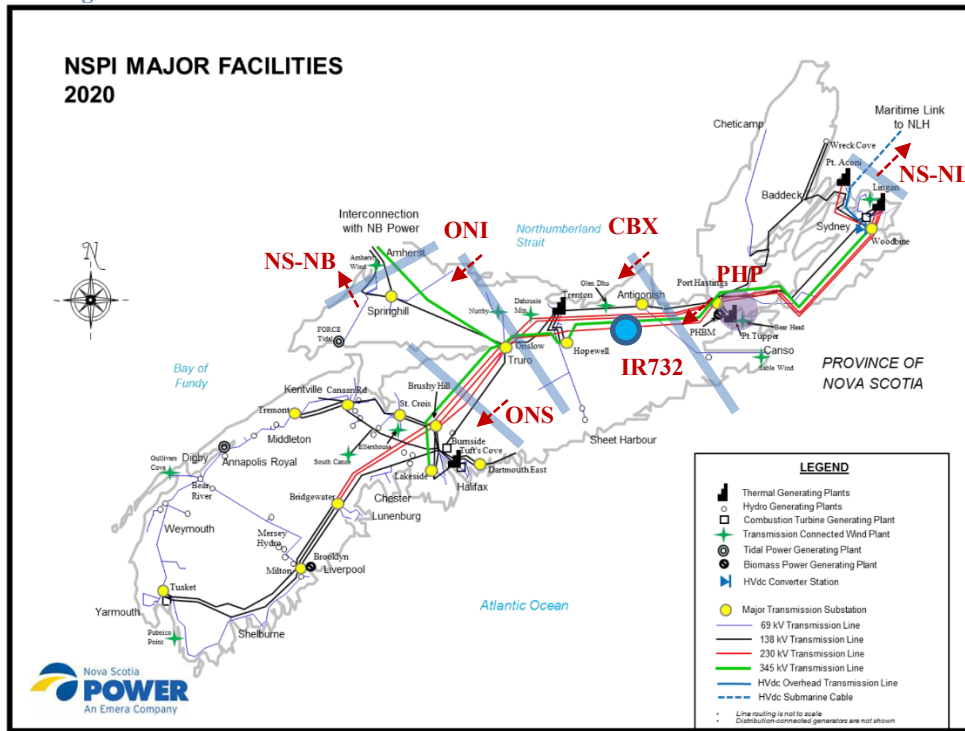 NSPI MAJOR FACILITIES
2020
Maritime Link
to NLH
Cheticamp
Wreck Cove
Pt. Aconi
NS-NL
Lingan
Baddeck
Sydney
Woodbine
Interconnection
with NB Power
ONI
Northumberland
Strait
CBX
NS-NB
Amherst
Amherst
Wind
Glen Dhu
PHP
Port Hastings
Springhill
Nuttby
Dalhousie
Mtn
Trenton
Antigonish
FORCE
Tidal
PHBM
Bear Head
Pt.Tupper
Onslow
Truro
Hopewell
IR732
Canso
Sable Wind
PROVINCE OF
NOVA SCOTIA
Bay of
Fundy
Brushy Hill
Kentville
Canaan Rd
St. Croix
ONS
Tremont
Sheet Harbour
Middleton
Ellershouse
Burnside
Tuft's Cove
Digby
Annapolis Royal
South Canoe
Gullivers
Cove
Dartmouth East
Lakeside
Halifax
Bear
River
Chester
Bridgewater
Lunenburg
Weymouth
Mersey
Hydro
Brooklyn
Milton
Liverpool
Tusket
Yarmouth
Atlantic Ocean
Shelburne
Pubnico
Point
Nova Scotia
POWER
An Emera Company
LEGEND
Thermal Generating Plants
Hydro Generating Plants
Combustion Turbine Generating Plant
Transmission Connected Wind Plant
Tidal Power Generating Plant
Biomass Power Generating Plant
HVdc Converter Station
Major Transmission Substation
69 kV Transmission Line
138 kV Transmission Line
230 kV Transmission Line
345 kV Transmission Line
HVdc Overhead Transmission Line
HVdc Submarine Cable
• Line routing is not to scale
• Distribution-connected generators are not shown